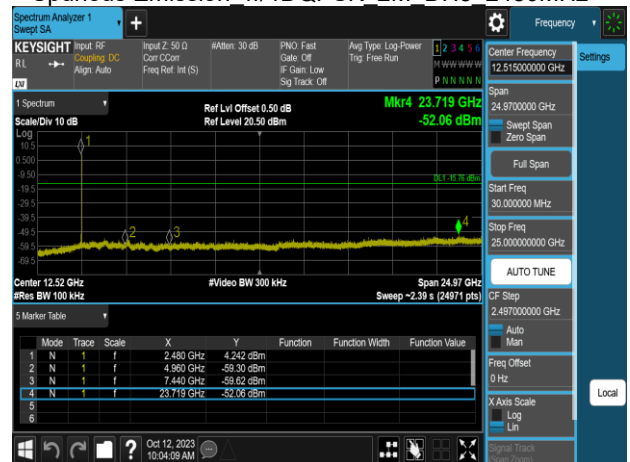 Spectrum Analyzer 1
Swept SA
Frequency
KEYSIGHT
RL
Input: RF
Coupling: DC
Align: Auto
Input Z: 50 Ω
Corr CCorr
Freq Ref: Int (S)
#Atten: 30 dB
PNO: Fast
Gate: Off
IF Gain: Low
Sig Track: Off
Avg Type: Log-Power
Trig: Free Run
1 2 3 4 5 6
M W W W W W
P N N N N N
Settings
1 Spectrum
Scale/Div 10 dB
Ref Lvl Offset 0.50 dB
Ref Level 20.50 dBm
Mkr4 23.719 GHz
-52.06 dBm
Log
10.5
0.500
-9.50
-19.5
-29.5
-39.5
-49.5
-59.5
-69.5
1
2
3
4
DL1 -15.76 dBm
Center 12.52 GHz
#Res BW 100 kHz
#Video BW 300 kHz
Span 24.97 GHz
Sweep ~2.39 s (24971 pts)
5 Marker Table
Mode Trace Scale X Y Function Function Width Function Value
1 N 1 f 2.480 GHz 4.242 dBm
2 N 1 f 4.960 GHz -59.30 dBm
3 N 1 f 7.440 GHz -59.62 dBm
4 N 1 f 23.719 GHz -52.06 dBm
5
6
Center Frequency
12.515000000 GHz
Span
24.9700000 GHz
Swept Span
Zero Span
Full Span
Start Freq
30.000000 MHz
Stop Freq
25.000000000 GHz
AUTO TUNE
CF Step
2.497000000 GHz
Auto
Man
Freq Offset
0 Hz
X Axis Scale
Log
Lin
Signal Track
(Span Zoom)
Local
?
Oct 12, 2023
10:04:09 AM